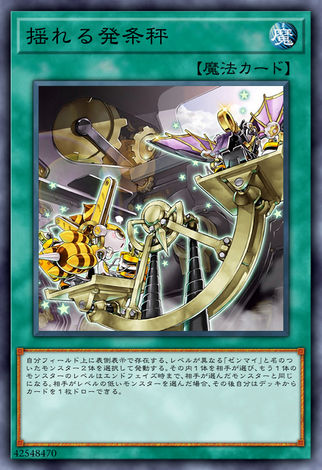 揺れる発条秤
魔
【魔法カード】
自分フィールド上に表側表示で存在する、レベルが異なる「ゼンマイ」と名のつ
いたモンスター２体を選択して発動する。その内１体を相手が選び、もう１体の
モンスターのレベルはエンドフェイズ時まで、相手が選んだモンスターと同じ
になる。相手がレベルの低いモンスターを選んだ場合、その後自分はデッキから
カードを１枚ドローできる。
42548470